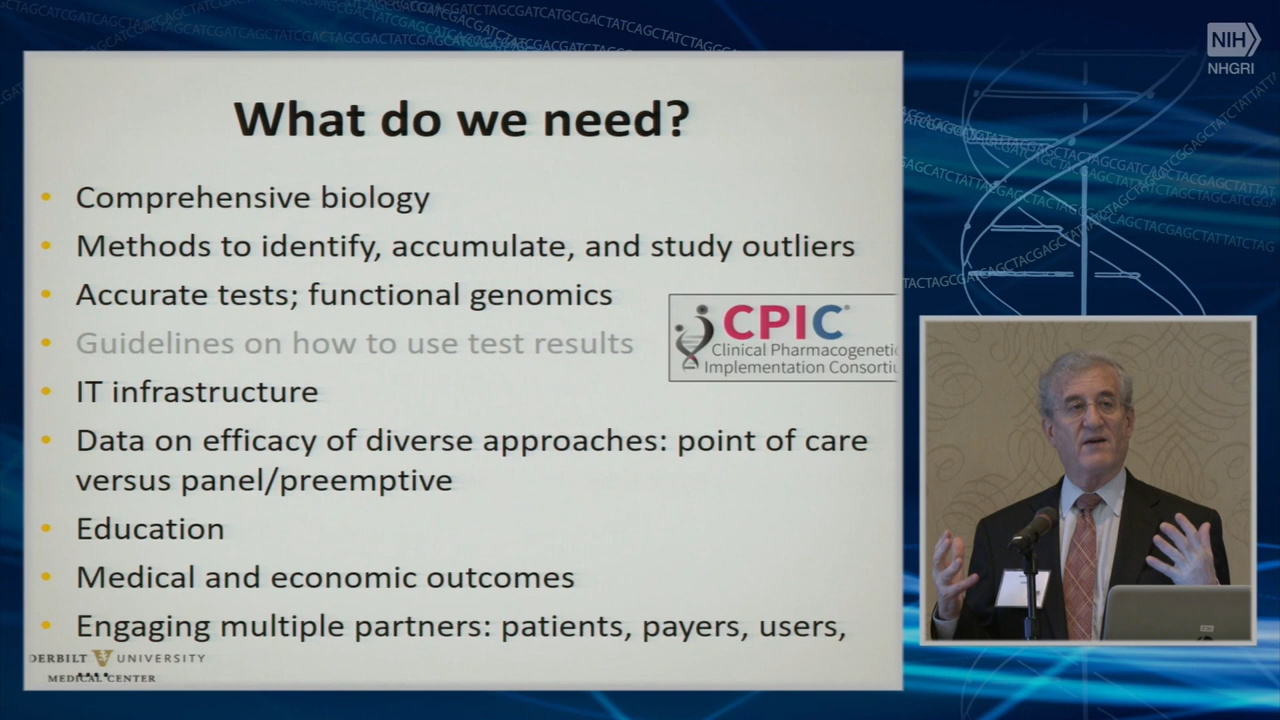 NIH
NHGRI
What do we need?
• Comprehensive biology
• Methods to identify, accumulate, and study outliers
• Accurate tests; functional genomics
• Guidelines on how to use test results
CPIC®
Clinical Pharmacogenetic
Implementation Consortiu
• IT infrastructure
• Data on efficacy of diverse approaches: point of care
versus panel/preemptive
• Education
• Medical and economic outcomes
• Engaging multiple partners: patients, payers, users,
....
DERBILT V UNIVERSITY
MEDICAL CENTER